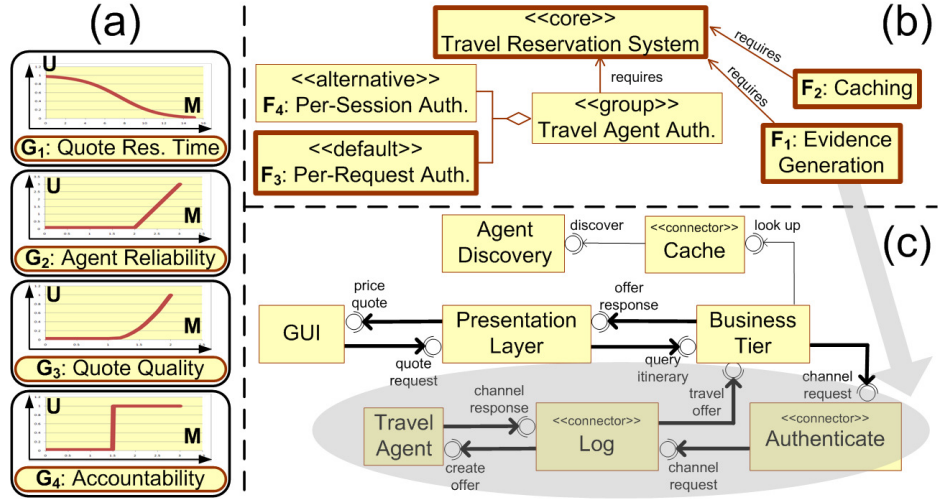 (a)
U
M
G1: Quote Res. Time
U
M
G2: Agent Reliability
U
M
G3: Quote Quality
U
M
G4: Accountability
(b)
<<core>>
Travel Reservation System
requires
requires
requires
<<alternative>>
F4: Per-Session Auth.
<<group>>
Travel Agent Auth.
<<default>>
F3: Per-Request Auth.
F2: Caching
F1: Evidence
Generation
(c)
Agent
Discovery
discover
<<connector>>
Cache
look up
price
quote
offer
response
GUI
Presentation
Layer
Business
Tier
quote
request
query
itinerary
channel
request
channel
response
travel
offer
Travel
Agent
<<connector>>
Log
<<connector>>
Authenticate
create
offer
channel
request